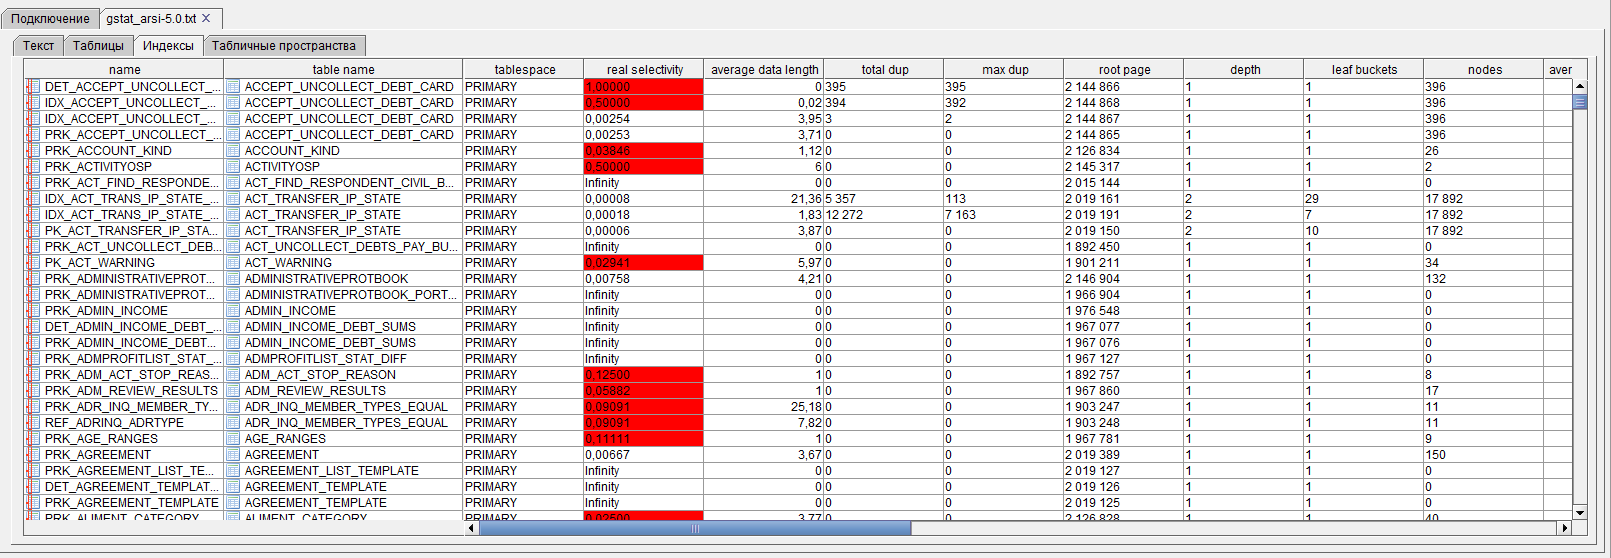 Подключение gstat_arsi-5.0.txt X
Текст Таблицы Индексы Табличные пространства
name table name tablespace real selectivity average data length total dup max dup root page depth leaf buckets nodes aver
DET_ACCEPT_UNCOLLECT_... ACCEPT_UNCOLLECT_DEBT_CARD PRIMARY 1,00000 0 395 395 2 144 866 1 1 396
IDX_ACCEPT_UNCOLLECT_... ACCEPT_UNCOLLECT_DEBT_CARD PRIMARY 0,50000 0,02 394 392 2 144 868 1 1 396
IDX_ACCEPT_UNCOLLECT_... ACCEPT_UNCOLLECT_DEBT_CARD PRIMARY 0,00254 3,95 3 2 2 144 867 1 1 396
PRK_ACCEPT_UNCOLLECT_... ACCEPT_UNCOLLECT_DEBT_CARD PRIMARY 0,00253 3,71 0 0 2 144 865 1 1 396
PRK_ACCOUNT_KIND ACCOUNT_KIND PRIMARY 0,03846 1,12 0 0 2 126 834 1 1 26
PRK_ACTIVITYOSP ACTIVITYOSP PRIMARY 0,50000 6 0 0 2 145 317 1 1 2
PRK_ACT_FIND_RESPONDE... ACT_FIND_RESPONDENT_CIVIL_B... PRIMARY Infinity 0 0 0 2 015 144 1 1 0
IDX_ACT_TRANS_IP_STATE_... ACT_TRANSFER_IP_STATE PRIMARY 0,00008 21,36 5 357 113 2 019 161 2 29 17 892
IDX_ACT_TRANS_IP_STATE_... ACT_TRANSFER_IP_STATE PRIMARY 0,00018 1,83 12 272 7 163 2 019 191 2 7 17 892
PK_ACT_TRANSFER_IP_STA... ACT_TRANSFER_IP_STATE PRIMARY 0,00006 3,87 0 0 2 019 150 2 10 17 892
PRK_ACT_UNCOLLECT_DEB... ACT_UNCOLLECT_DEBTS_PAY_BU... PRIMARY Infinity 0 0 0 1 892 450 1 1 0
PK_ACT_WARNING ACT_WARNING PRIMARY 0,02941 5,97 0 0 1 901 211 1 1 34
PRK_ADMINISTRATIVEPROT... ADMINISTRATIVEPROTBOOK PRIMARY 0,00758 4,21 0 0 2 146 904 1 1 132
PRK_ADMINISTRATIVEPROT... ADMINISTRATIVEPROTBOOK_PORT... PRIMARY Infinity 0 0 0 1 966 904 1 1 0
PRK_ADMIN_INCOME ADMIN_INCOME PRIMARY Infinity 0 0 0 1 976 548 1 1 0
DET_ADMIN_INCOME_DEBT_... ADMIN_INCOME_DEBT_SUMS PRIMARY Infinity 0 0 0 1 967 077 1 1 0
PRK_ADMIN_INCOME_DEBT... ADMIN_INCOME_DEBT_SUMS PRIMARY Infinity 0 0 0 1 967 076 1 1 0
PRK_ADMPROFITLIST_STAT_... ADMPROFITLIST_STAT_DIFF PRIMARY Infinity 0 0 0 1 967 127 1 1 0
PRK_ADM_ACT_STOP_REAS... ADM_ACT_STOP_REASON PRIMARY 0,12500 1 0 0 1 892 757 1 1 8
PRK_ADM_REVIEW_RESULTS ADM_REVIEW_RESULTS PRIMARY 0,05882 1 0 0 1 967 860 1 1 17
PRK_ADR_INQ_MEMBER_TY... ADR_INQ_MEMBER_TYPES_EQUAL PRIMARY 0,09091 25,18 0 0 1 903 247 1 1 11
REF_ADRINQ_ADRTYPE ADR_INQ_MEMBER_TYPES_EQUAL PRIMARY 0,09091 7,82 0 0 1 903 248 1 1 11
PRK_AGE_RANGES AGE_RANGES PRIMARY 0,11111 1 0 0 1 967 781 1 1 9
PRK_AGREEMENT AGREEMENT PRIMARY 0,00667 3,67 0 0 2 019 389 1 1 150
PRK_AGREEMENT_LIST_TE... AGREEMENT_LIST_TEMPLATE PRIMARY Infinity 0 0 0 2 019 127 1 1 0
DET_AGREEMENT_TEMPLAT... AGREEMENT_TEMPLATE PRIMARY Infinity 0 0 0 2 019 126 1 1 0
PRK_AGREEMENT_TEMPLATE AGREEMENT_TEMPLATE PRIMARY Infinity 0 0 0 2 019 125 1 1 0
PRK_ALIMENT_CATEGORY ALIMENT_CATEGORY PRIMARY 0,02500 3,77 0 0 2 126 828 1 1 40